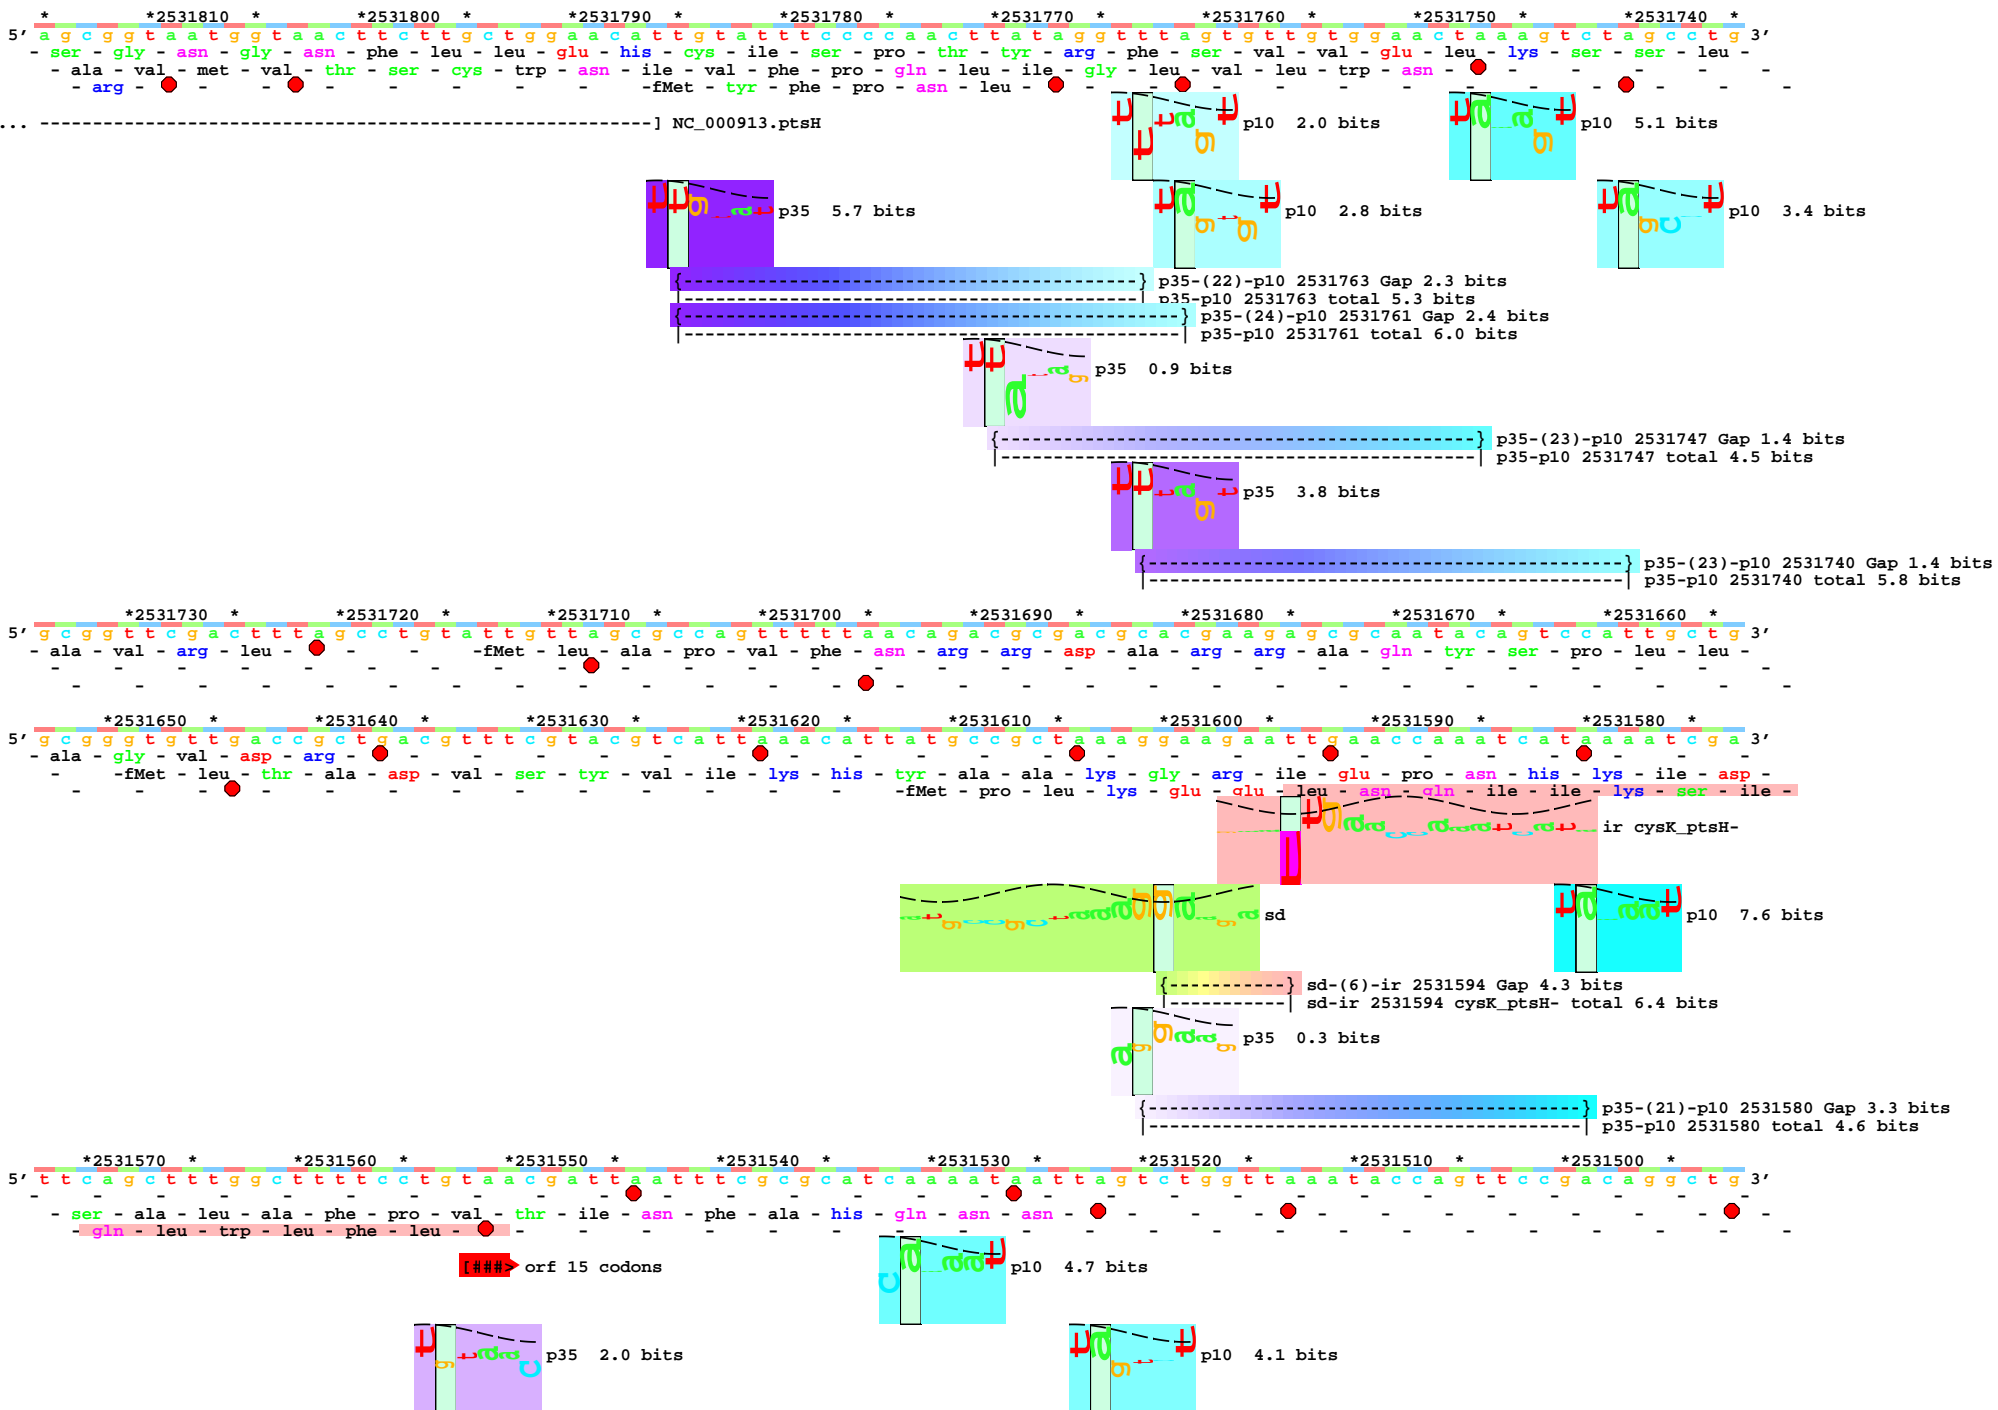 * *2531810 * *2531800 * *2531790 * *2531780 * *2531770 * *2531760 * *2531750 * *2531740 *
5' a g c g g t a a t g g t a a c t t c t t g c t g g a a c a t t g t a t t t c c c c a a c t t a t a g g t t t a g t g t t g t g g a a c t a a a g t c t a g c c t g 3'
- ser - gly - asn - gly - asn - phe - leu - leu - glu - his - cys - ile - ser - pro - thr - tyr - arg - phe - ser - val - val - glu - leu - lys - ser - ser - leu -
- ala - val - met - val - thr - ser - cys - trp - asn - ile - val - phe - pro - gln - leu - ile - gly - leu - val - leu - trp - asn - - - - - -
- arg - - - - - - - - -fMet - tyr - phe - pro - asn - leu - - - - - - - - - - - -
... -----------------------------------------------------------] NC_000913.ptsH
p10 2.0 bits
p10 5.1 bits
p35 5.7 bits
p10 2.8 bits
p10 3.4 bits
{--------------------------------------------} p35-(22)-p10 2531763 Gap 2.3 bits
|--------------------------------------------| p35-p10 2531763 total 5.3 bits
{------------------------------------------------} p35-(24)-p10 2531761 Gap 2.4 bits
|------------------------------------------------| p35-p10 2531761 total 6.0 bits
p35 0.9 bits
{----------------------------------------------} p35-(23)-p10 2531747 Gap 1.4 bits
|----------------------------------------------| p35-p10 2531747 total 4.5 bits
p35 3.8 bits
{----------------------------------------------} p35-(23)-p10 2531740 Gap 1.4 bits
|----------------------------------------------| p35-p10 2531740 total 5.8 bits
*2531730 * *2531720 * *2531710 * *2531700 * *2531690 * *2531680 * *2531670 * *2531660 *
5' g c g g t t c g a c t t t a g c c t g t a t t g t t a g c g c c a g t t t t t a a c a g a c g c g a c g c a c g a a g a g c g c a a t a c a g t c c a t t g c t g 3'
- ala - val - arg - leu - - - -fMet - leu - ala - pro - val - phe - asn - arg - arg - asp - ala - arg - arg - ala - gln - tyr - ser - pro - leu - leu -
*2531650 * *2531640 * *2531630 * *2531620 * *2531610 * *2531600 * *2531590 * *2531580 *
5' g c g g g t g t t g a c c g c t g a c g t t t c g t a c g t c a t t a a a c a t t a t g c c g c t a a a g g a a g a a t t g a a c c a a a t c a t a a a a t c g a 3'
- ala - gly - val - asp - arg - - - - - - - - - - - - - - - - - - - - - -
- -fMet - leu - thr - ala - asp - val - ser - tyr - val - ile - lys - his - tyr - ala - ala - lys - gly - arg - ile - glu - pro - asn - his - lys - ile - asp -
- - - - - - - - - - - - - -fMet - pro - leu - lys - glu - glu - leu - asn - gln - ile - ile - lys - ser - ile -
ir cysK_ptsH-
sd
p10 7.6 bits
{-----------} sd-(6)-ir 2531594 Gap 4.3 bits
|-----------| sd-ir 2531594 cysK_ptsH- total 6.4 bits
p35 0.3 bits
{------------------------------------------} p35-(21)-p10 2531580 Gap 3.3 bits
|------------------------------------------| p35-p10 2531580 total 4.6 bits
*2531570 * *2531560 * *2531550 * *2531540 * *2531530 * *2531520 * *2531510 * *2531500 *
5' t t c a g c t t t g g c t t t t c c t g t a a c g a t t a a t t t c g c g c a t c a a a a t a a t t a g t c t g g t t a a a t a c c a g t t c c g a c a g g c t g 3'
- ser - ala - leu - ala - phe - pro - val - thr - ile - asn - phe - ala - his - gln - asn - asn - - - - - - - - - - -
- gln - leu - trp - leu - phe - leu - - - - - - - - - - - - - - - - - - - - -
[###> orf 15 codons
p10 4.7 bits
p35 2.0 bits
p10 4.1 bits